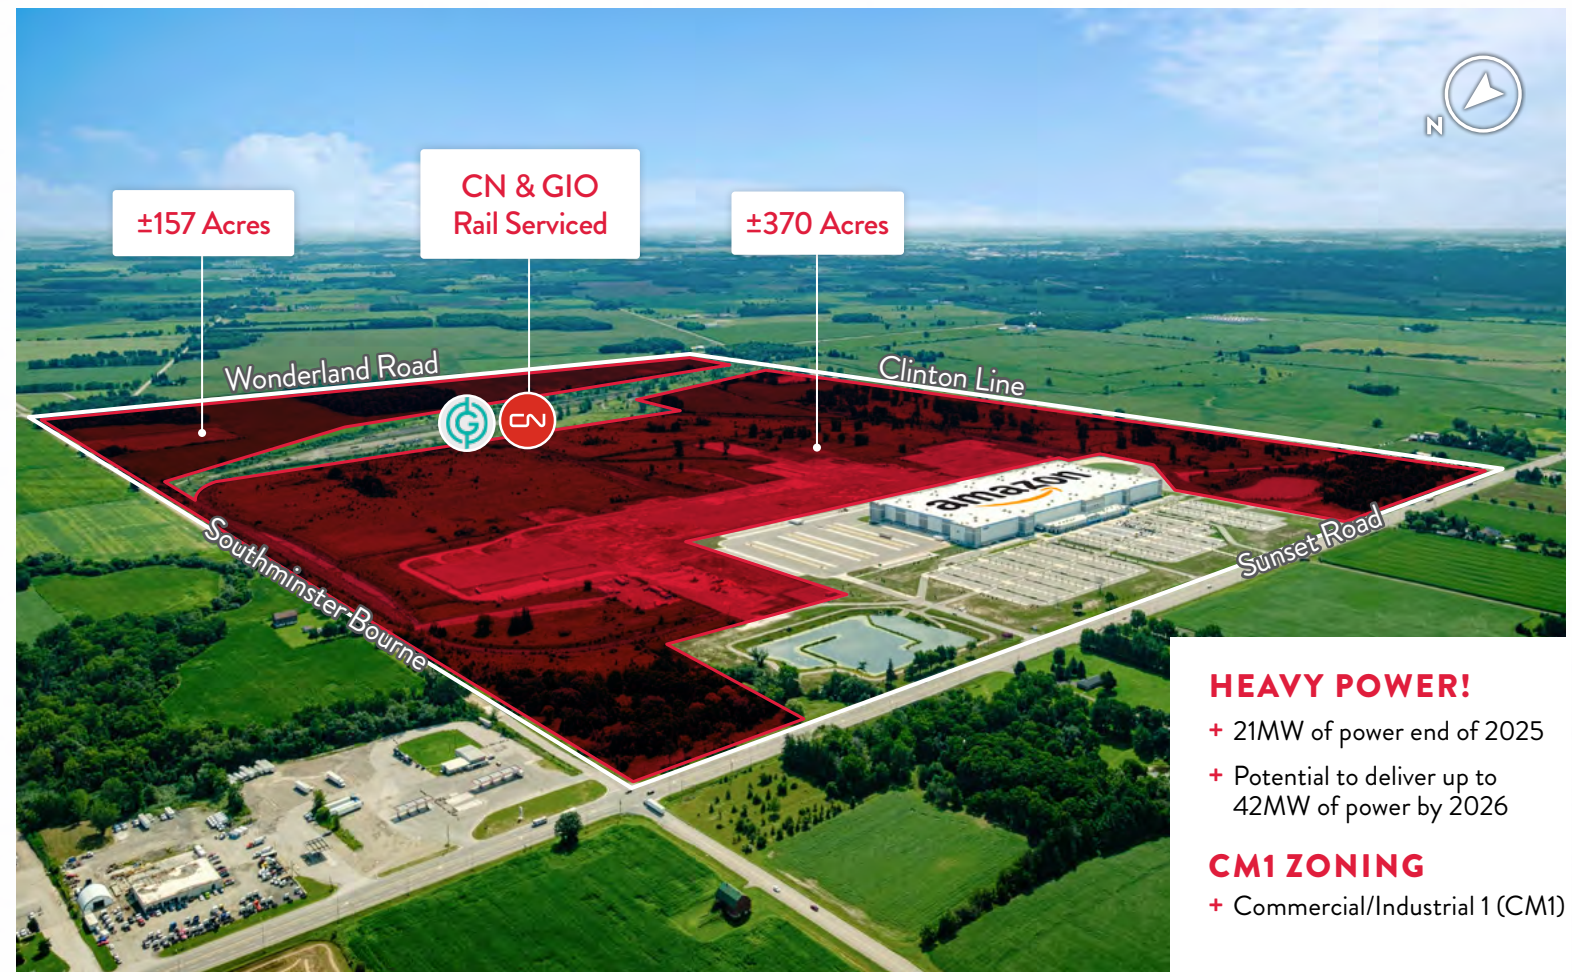 N
±157 Acres
CN & GIO
Rail Serviced
±370 Acres
Wonderland Road
Clinton Line
G
CN
amazon
Southminster-Bourne
Sunset Road
HEAVY POWER!
+ 21MW of power end of 2025
+ Potential to deliver up to
42MW of power by 2026
CM1 ZONING
+ Commercial/Industrial 1 (CM1)